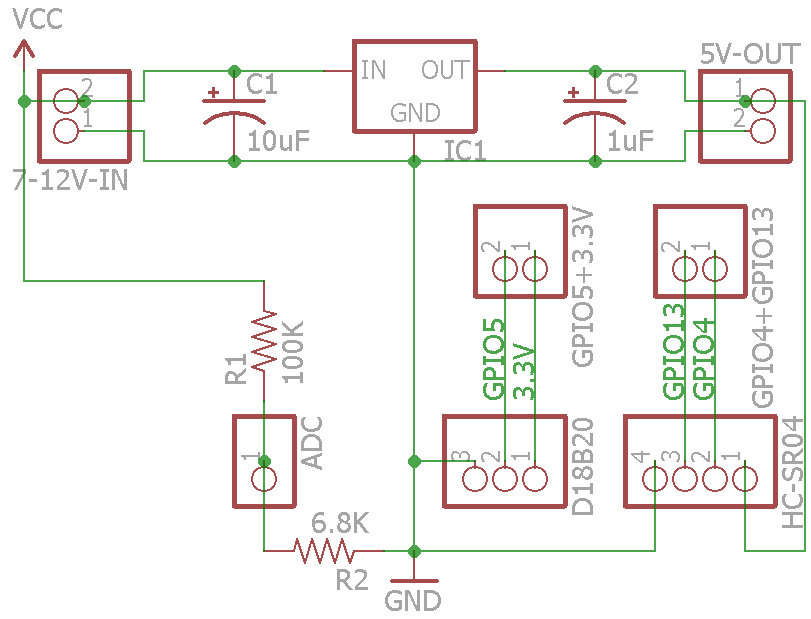 VCC
5V-OUT
2
1
7-12V-IN
C1
10uF
IN
OUT
GND
IC1
C2
1uF
1
2
2
1
GPIO5+3.3V
2
1
GPIO4+GPIO13
GPIO5
3.3V
GPIO13
GPIO4
R1
100K
1
ADC
3
2
1
D18B20
4
3
2
1
HC-SR04
6.8K
R2
GND